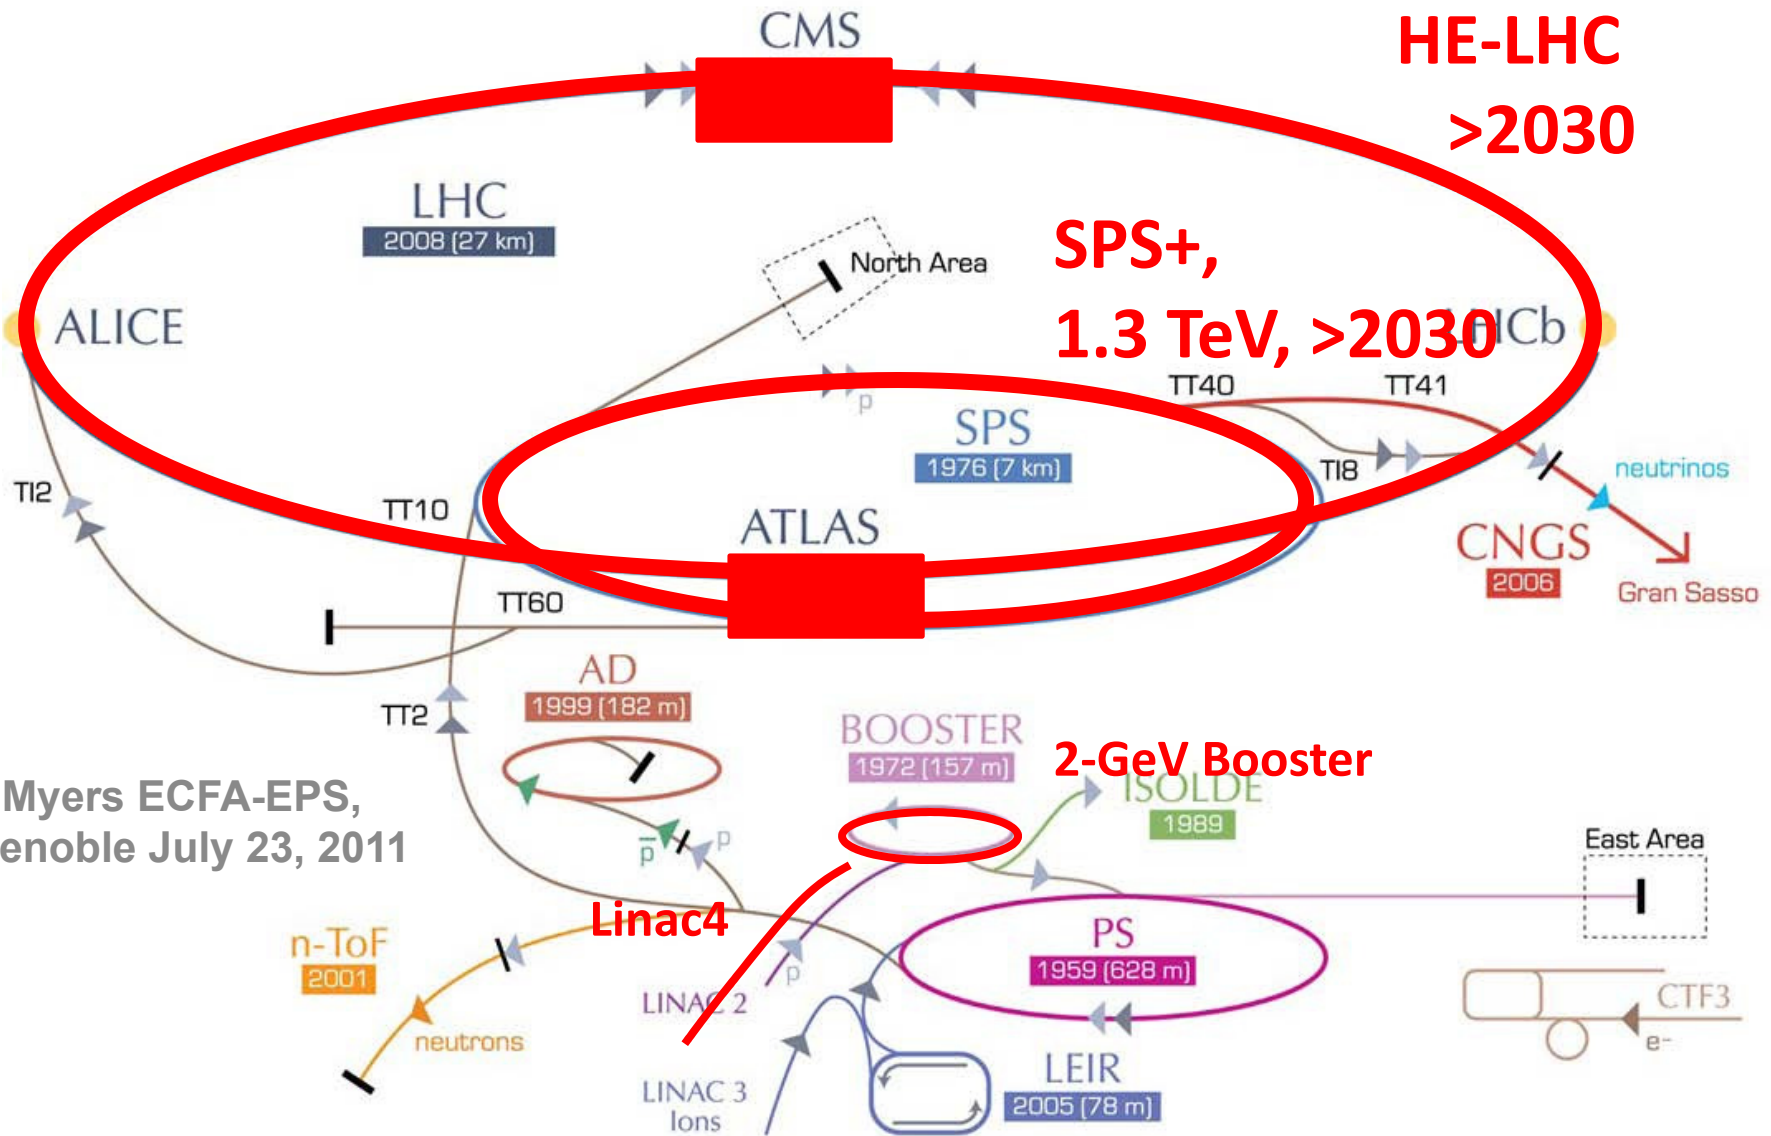 CMS
HE-LHC
>2030
LHC
2008 (27 km)
North Area
SPS+,
1.3 TeV, >2030
ALICE
LHCb
TT40
TT41
p
SPS
1976 (7 km)
TI2
TT10
TI8
neutrinos
ATLAS
CNGS
2006
Gran Sasso
TT60
AD
1999 (182 m)
TT2
BOOSTER
1972 (157 m)
2-GeV Booster
ISOLDE
1989
Myers ECFA-EPS,
enoble July 23, 2011
p̅
p
East Area
Linac4
n-ToF
2001
PS
1959 (628 m)
p
LINAC 2
CTF3
e-
neutrons
LEIR
2005 (78 m)
LINAC 3
Ions